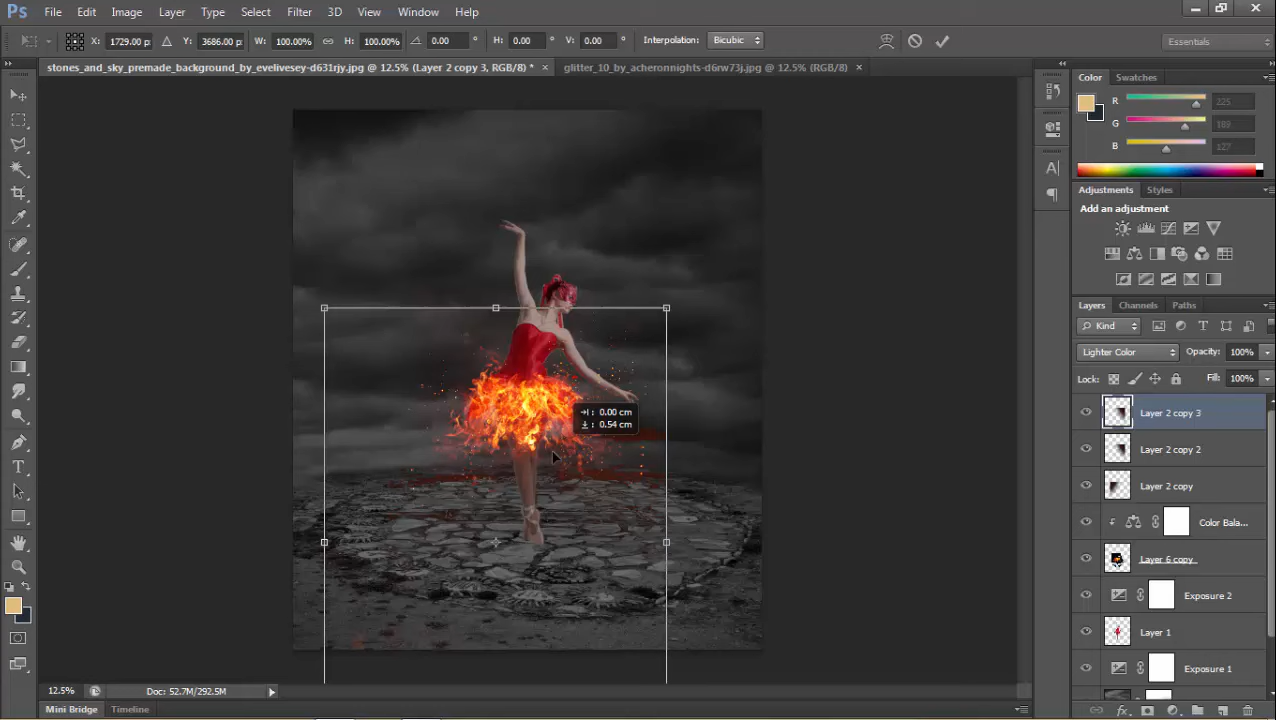 Ps File Edit Image Layer Type Select Filter 3D View Window Help
X: 1729.00 p Y: 3686.00 p W: 100.00% H: 100.00% 0.00 ° H: 0.00 ° V: 0.00 ° Interpolation: Bicubic Essentials
stones_and_sky_premade_background_by_evelivesey-d631rjy.jpg @ 12.5% (Layer 2 copy 3, RGB/8) * × glitter_10_by_acheronnights-d6rw73j.jpg @ 12.5% (RGB/8) ×
Color Swatches
R 225
G 189
B 127
Adjustments Styles
Add an adjustment
Layers Channels Paths
Kind
Lighter Color Opacity: 100%
Lock: Fill: 100%
Layer 2 copy 3
0.00 cm
0.54 cm
Layer 2 copy 2
Layer 2 copy
Color Bala...
Layer 6 copy
Exposure 2
Layer 1
Exposure 1
12.5% Doc: 52.7M/292.5M
Mini Bridge Timeline